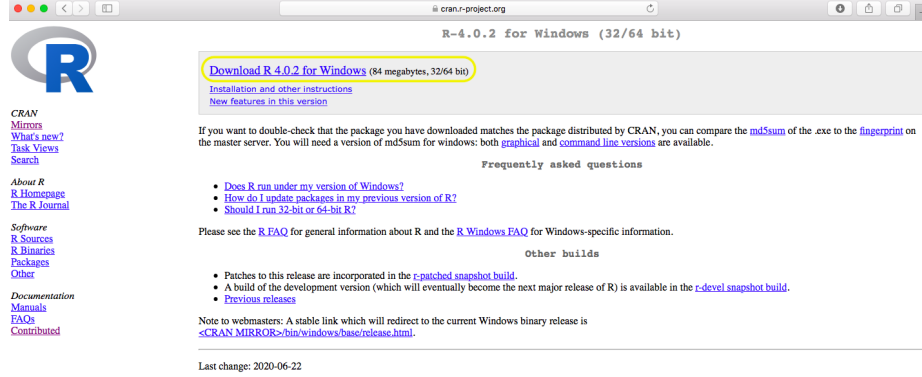 cran.r-project.org
R-4.0.2 for Windows (32/64 bit)
R
Download R 4.0.2 for Windows (84 megabytes, 32/64 bit)
Installation and other instructions
New features in this version
CRAN
Mirrors
What's new?
Task Views
Search
About R
R Homepage
The R Journal
Software
R Sources
R Binaries
Packages
Other
Documentation
Manuals
FAQs
Contributed
If you want to double-check that the package you have downloaded matches the package distributed by CRAN, you can compare the md5sum of the .exe to the fingerprint on
the master server. You will need a version of md5sum for windows: both graphical and command line versions are available.
Frequently asked questions
• Does R run under my version of Windows?
• How do I update packages in my previous version of R?
• Should I run 32-bit or 64-bit R?
Please see the R FAQ for general information about R and the R Windows FAQ for Windows-specific information.
Other builds
• Patches to this release are incorporated in the r-patched snapshot build.
• A build of the development version (which will eventually become the next major release of R) is available in the r-devel snapshot build.
• Previous releases
Note to webmasters: A stable link which will redirect to the current Windows binary release is
<CRAN MIRROR>/bin/windows/base/release.html.
Last change: 2020-06-22